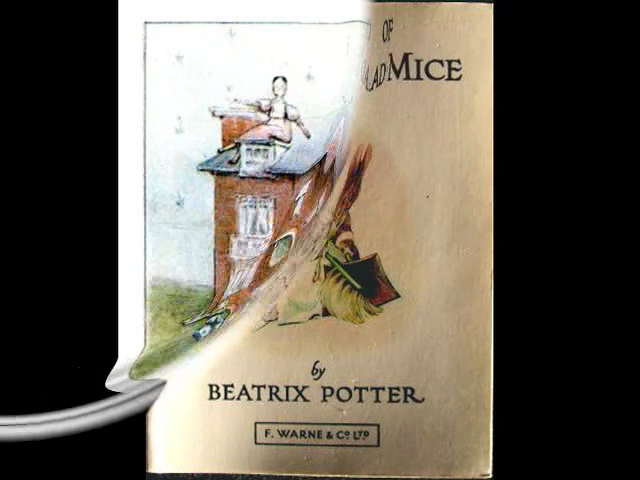 OF
MICE
by
BEATRIX POTTER
F. WARNE & Cº Lᵀᴰ